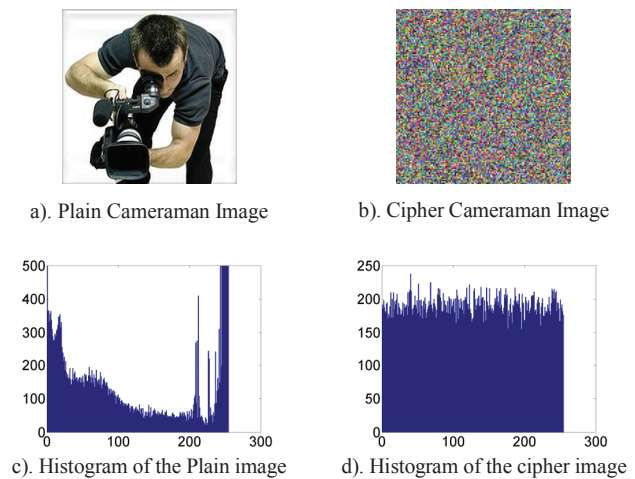 a). Plain Cameraman Image
b). Cipher Cameraman Image
500
400
300
200
100
0
0 100 200 300
250
200
150
100
50
0
0 100 200 300
c). Histogram of the Plain image
d). Histogram of the cipher image